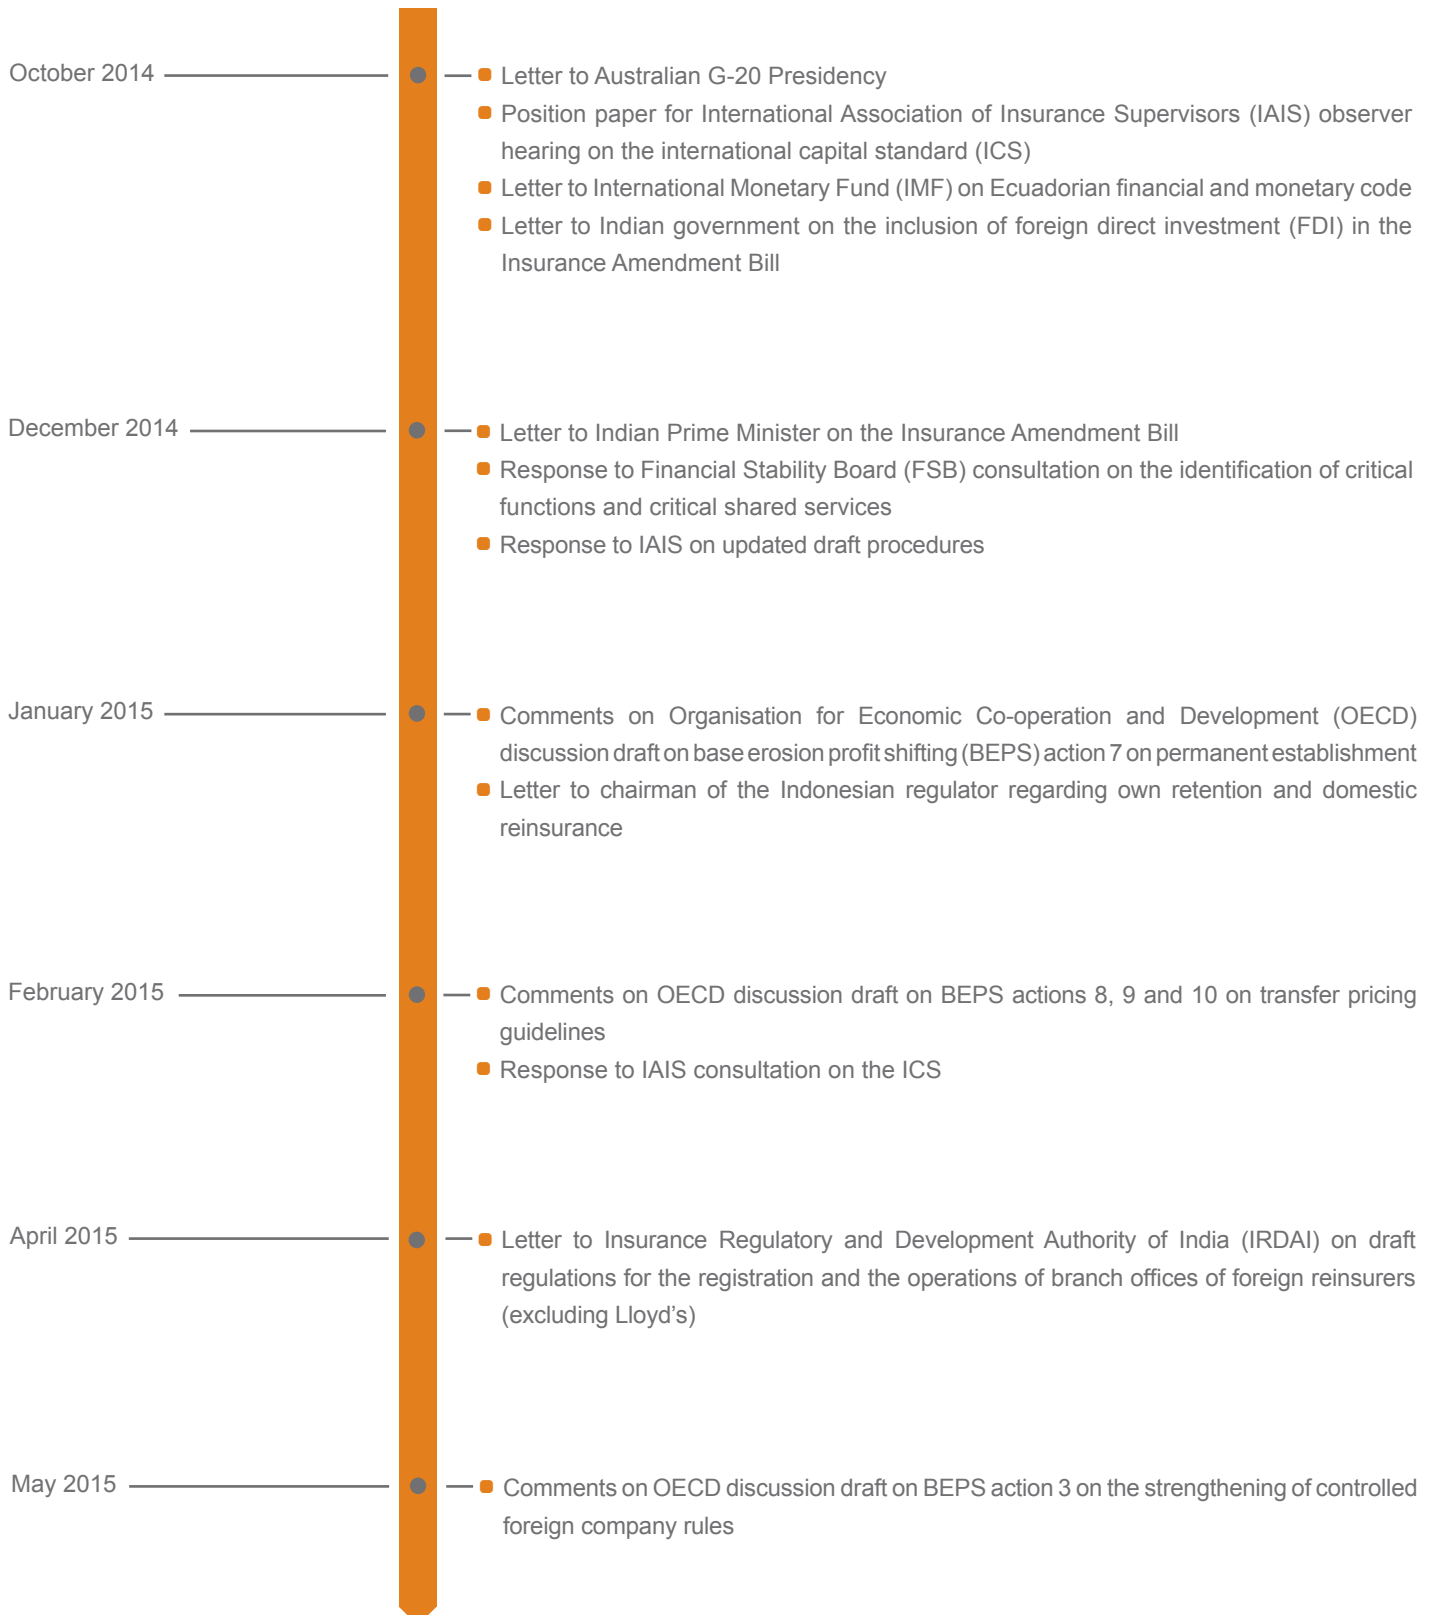 October 2014
Letter to Australian G-20 Presidency
Position paper for International Association of Insurance Supervisors (IAIS) observer
hearing on the international capital standard (ICS)
Letter to International Monetary Fund (IMF) on Ecuadorian financial and monetary code
Letter to Indian government on the inclusion of foreign direct investment (FDI) in the
Insurance Amendment Bill
December 2014
Letter to Indian Prime Minister on the Insurance Amendment Bill
Response to Financial Stability Board (FSB) consultation on the identification of critical
functions and critical shared services
Response to IAIS on updated draft procedures
January 2015
Comments on Organisation for Economic Co-operation and Development (OECD)
discussion draft on base erosion profit shifting (BEPS) action 7 on permanent establishment
Letter to chairman of the Indonesian regulator regarding own retention and domestic
reinsurance
February 2015
Comments on OECD discussion draft on BEPS actions 8, 9 and 10 on transfer pricing
guidelines
Response to IAIS consultation on the ICS
April 2015
Letter to Insurance Regulatory and Development Authority of India (IRDAI) on draft
regulations for the registration and the operations of branch offices of foreign reinsurers
(excluding Lloyd’s)
May 2015
Comments on OECD discussion draft on BEPS action 3 on the strengthening of controlled
foreign company rules